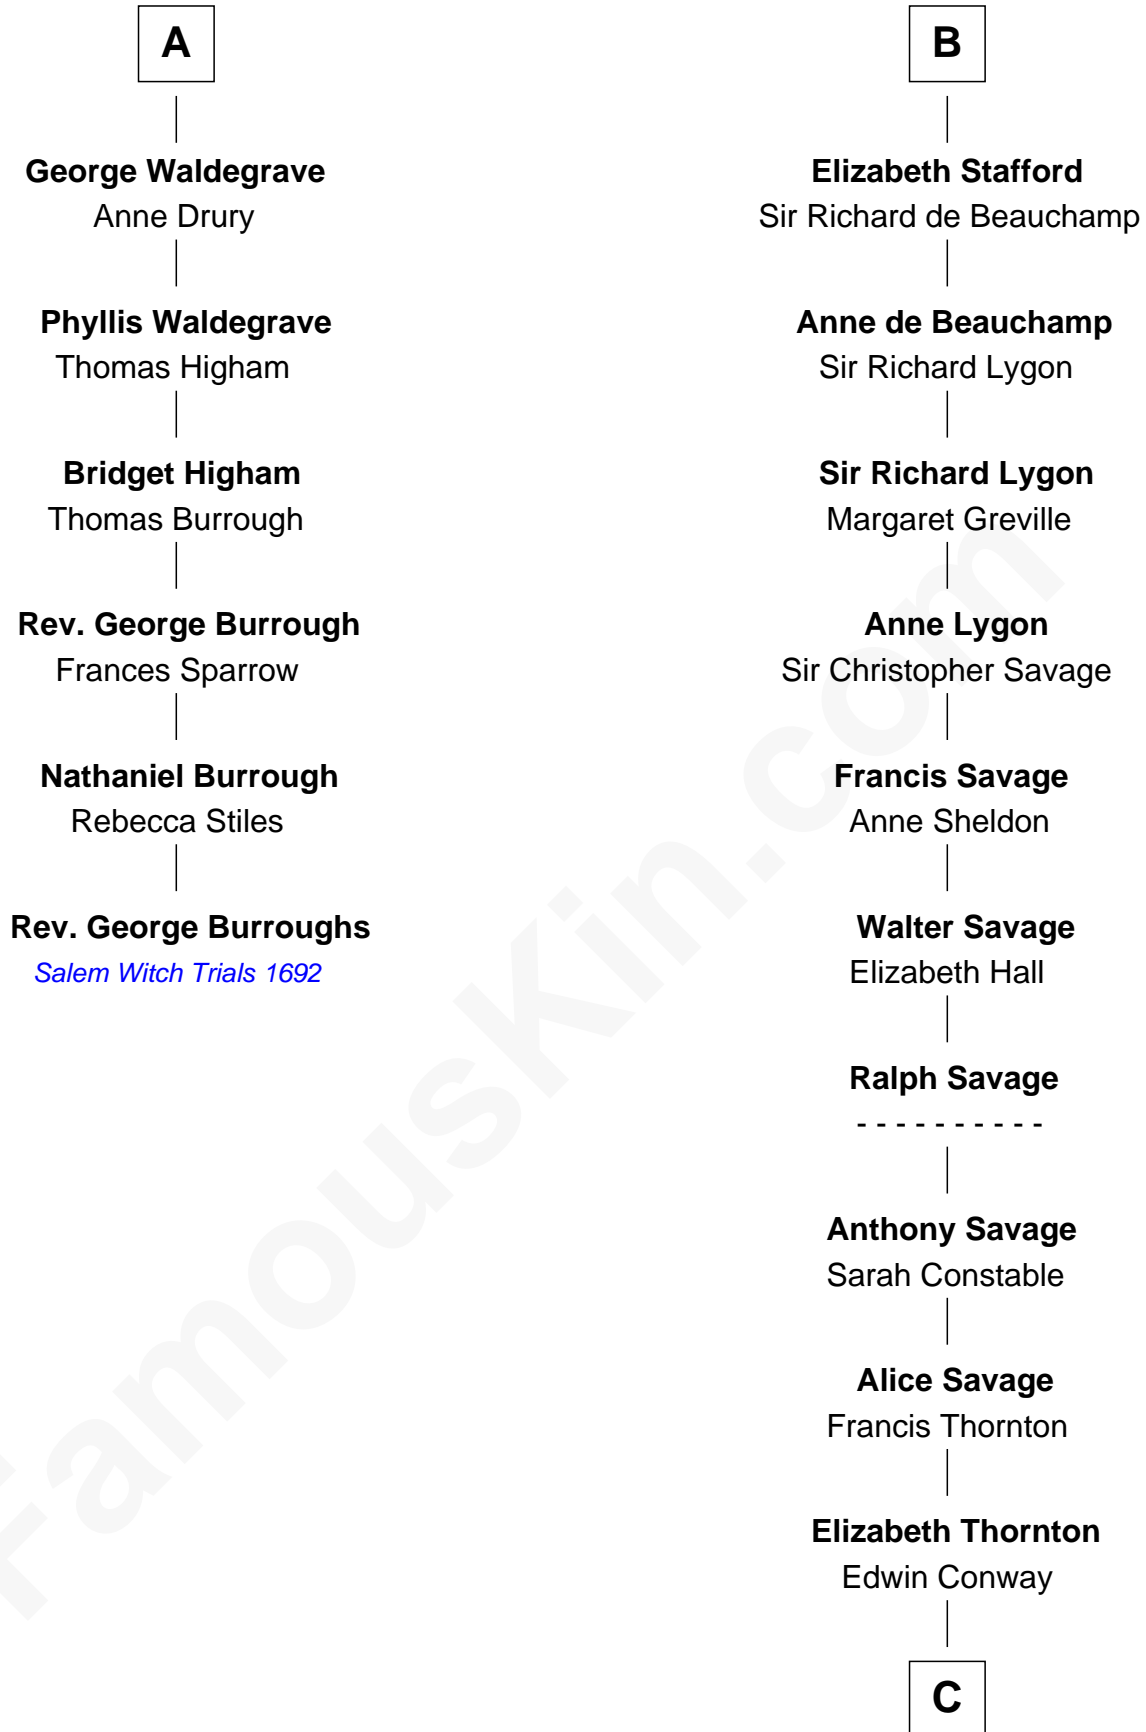 A
George Waldegrave
Anne Drury
Phyllis Waldegrave
Thomas Higham
Bridget Higham
Thomas Burrough
Rev. George Burrough
Frances Sparrow
Nathaniel Burrough
Rebecca Stiles
Rev. George Burroughs
Salem Witch Trials 1692
B
Elizabeth Stafford
Sir Richard de Beauchamp
Anne de Beauchamp
Sir Richard Lygon
Sir Richard Lygon
Margaret Greville
Anne Lygon
Sir Christopher Savage
Francis Savage
Anne Sheldon
Walter Savage
Elizabeth Hall
Ralph Savage
- - - - - - - - - -
Anthony Savage
Sarah Constable
Alice Savage
Francis Thornton
Elizabeth Thornton
Edwin Conway
C
FamousKin.com